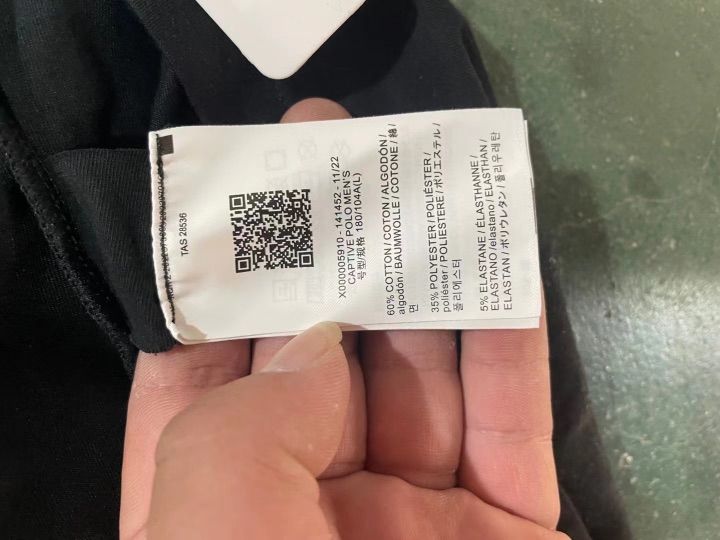 TAS 28536
X000005910 - 141452 - 11/22
CAPTIVE POLO MEN'S
号型/规格 180/104A(L)
60% COTTON / COTON / ALGODÓN /
algodón / BAUMWOLLE / COTONE / 綿 /
면
35% POLYESTER / POLIÉSTER /
poliéster / POLIESTERE / ポリエステル /
폴리에스터
5% ELASTANE / ÉLASTHANNE /
ELASTANO /elastano / ELASTHAN /
ELASTAN / ポリウレタン / 폴리우레탄